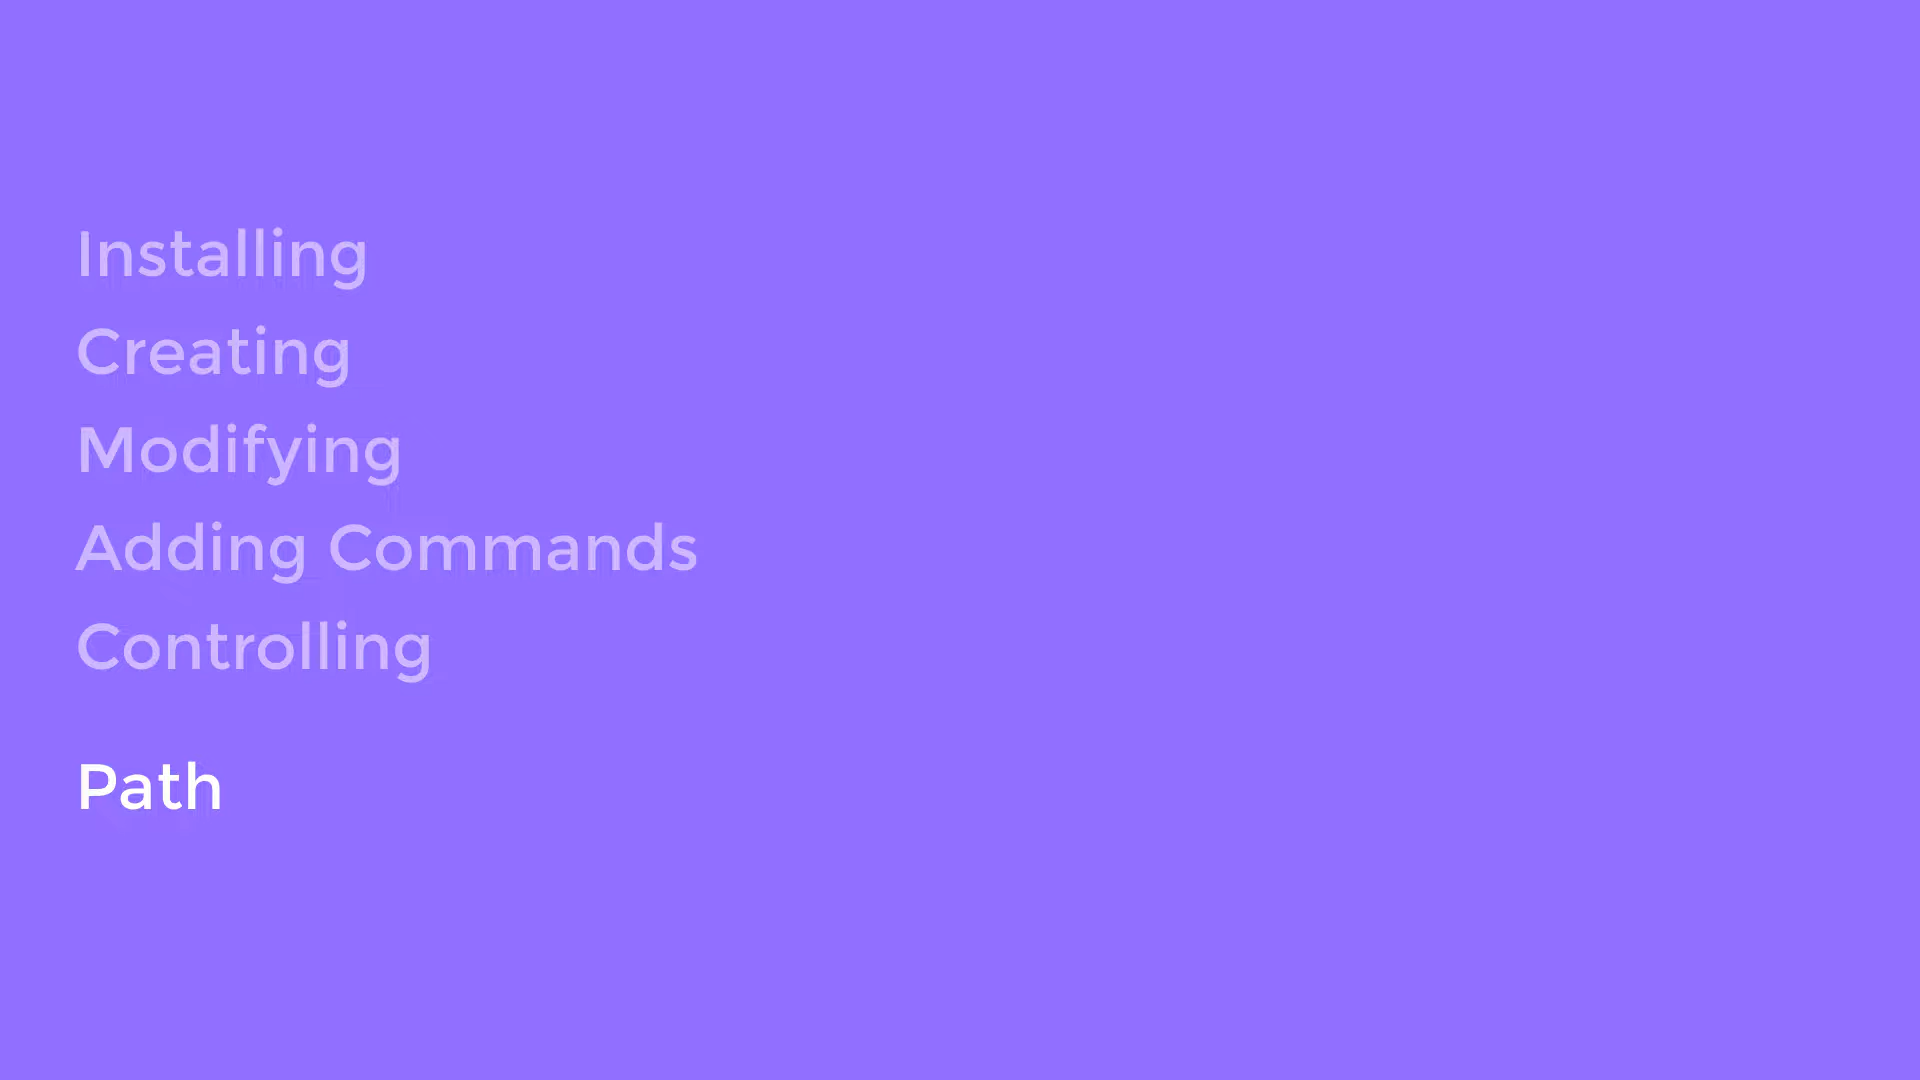 Installing
Creating
Modifying
Adding Commands
Controlling
Path